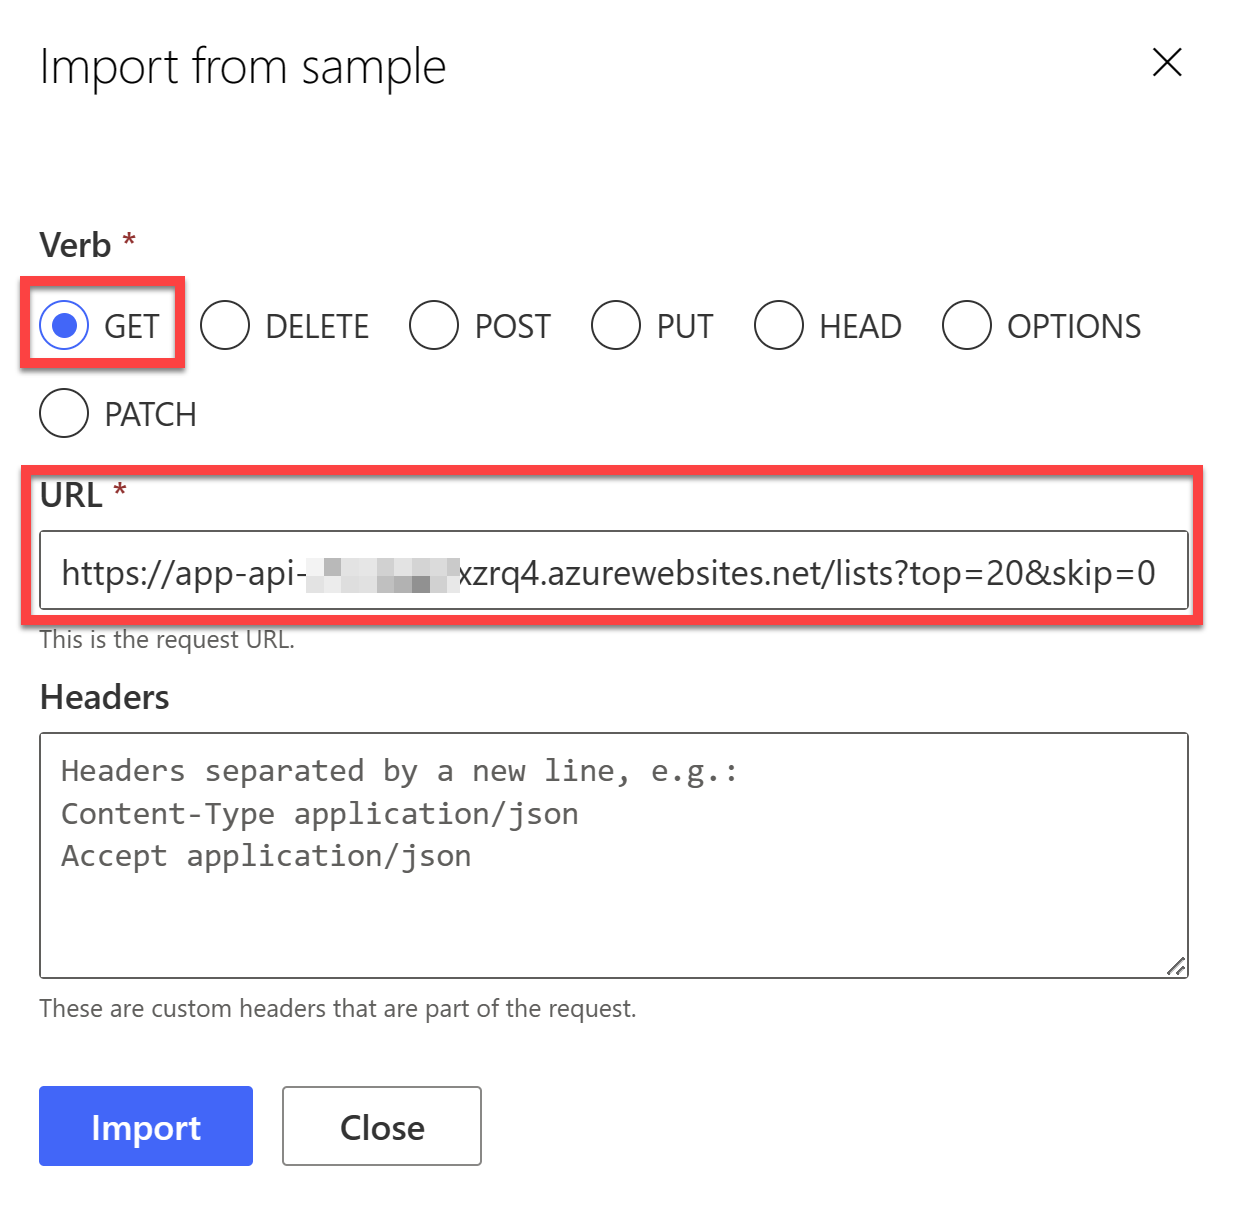 Import from sample
Verb *
GET DELETE POST PUT HEAD OPTIONS
PATCH
URL *
https://app-api- xzrq4.azurewebsites.net/lists?top=20&skip=0
This is the request URL.
Headers
Headers separated by a new line, e.g.:
Content-Type application/json
Accept application/json
These are custom headers that are part of the request.
Import Close